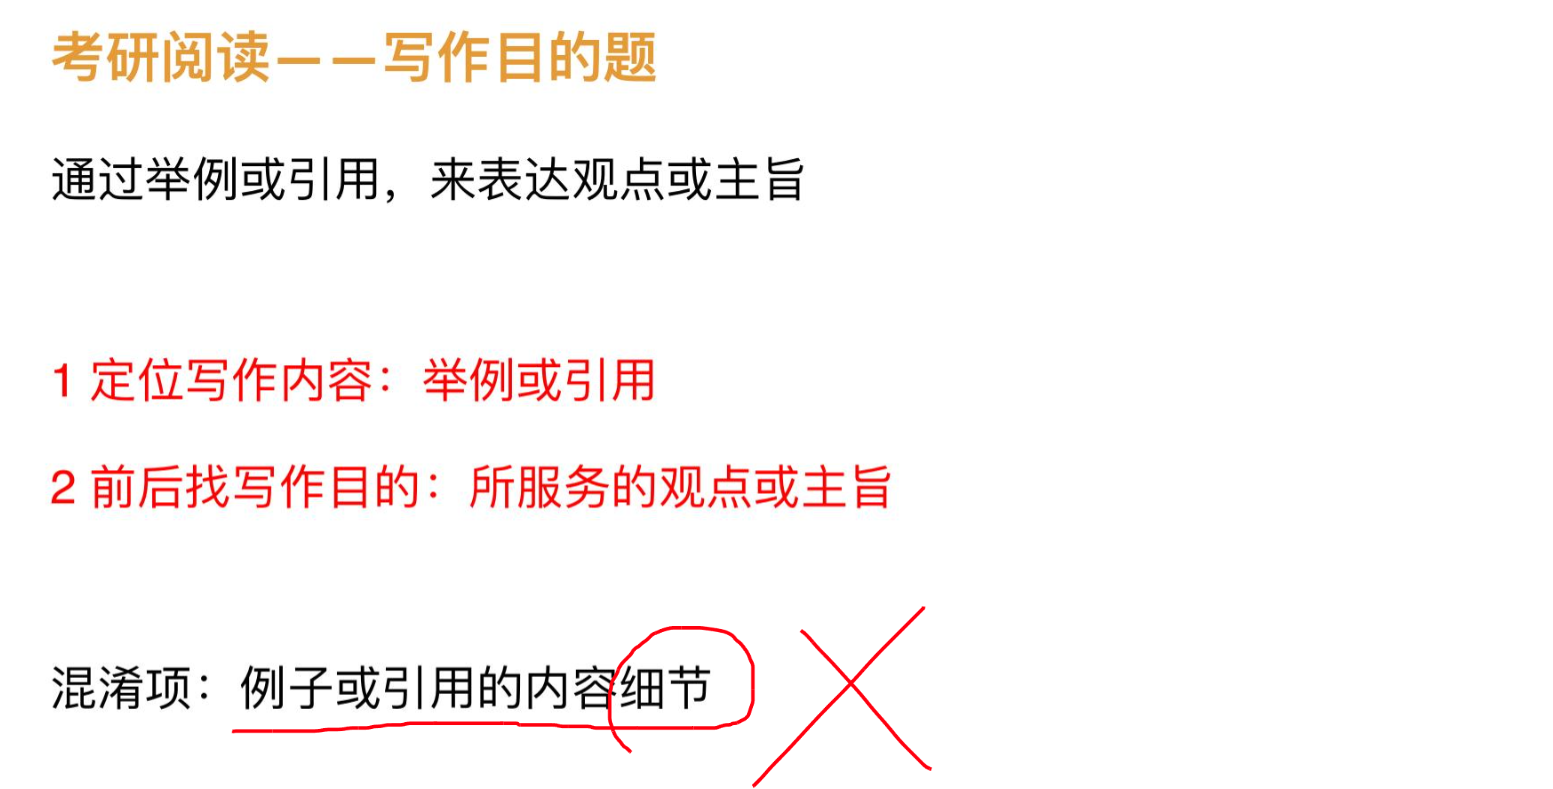 考研阅读——写作目的题
通过举例或引用，来表达观点或主旨
1 定位写作内容：举例或引用
2 前后找写作目的：所服务的观点或主旨
混淆项：例子或引用的内容细节